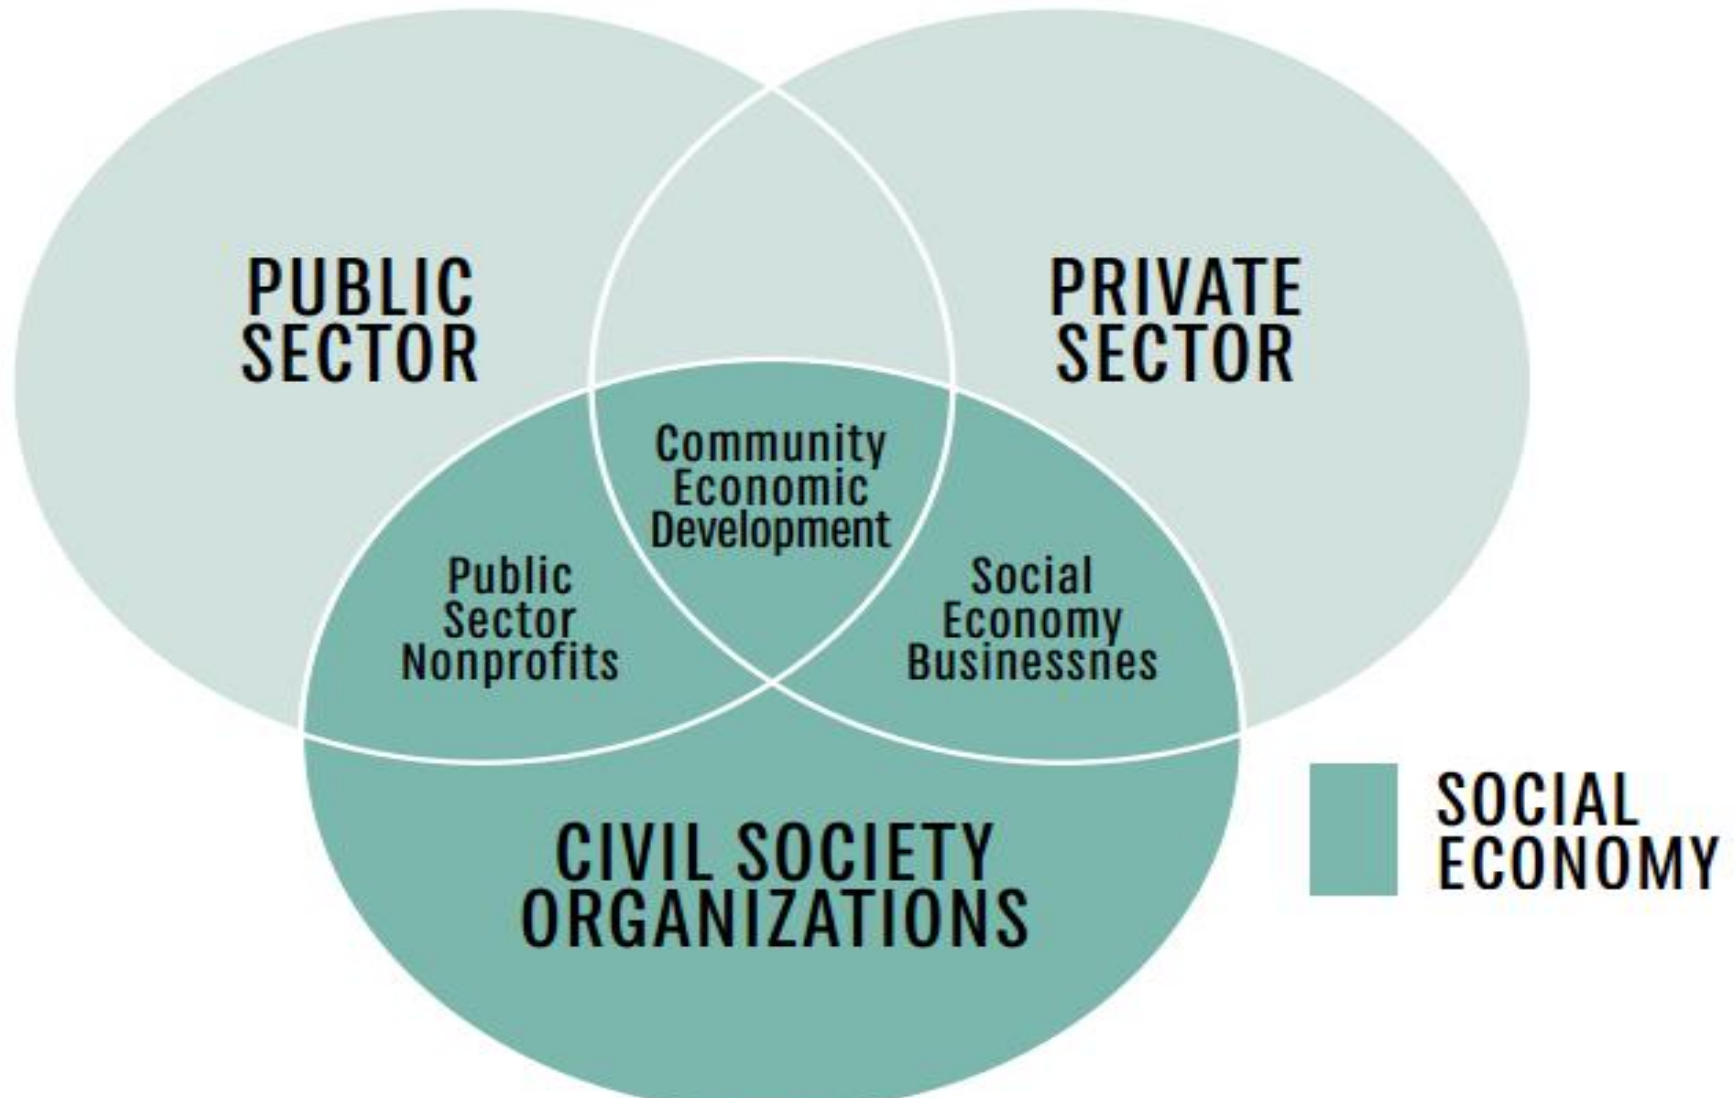 PUBLIC
SECTOR
PRIVATE
SECTOR
Community
Economic
Development
Public
Sector
Nonprofits
Social
Economy
Businessnes
CIVIL SOCIETY
ORGANIZATIONS
SOCIAL
ECONOMY